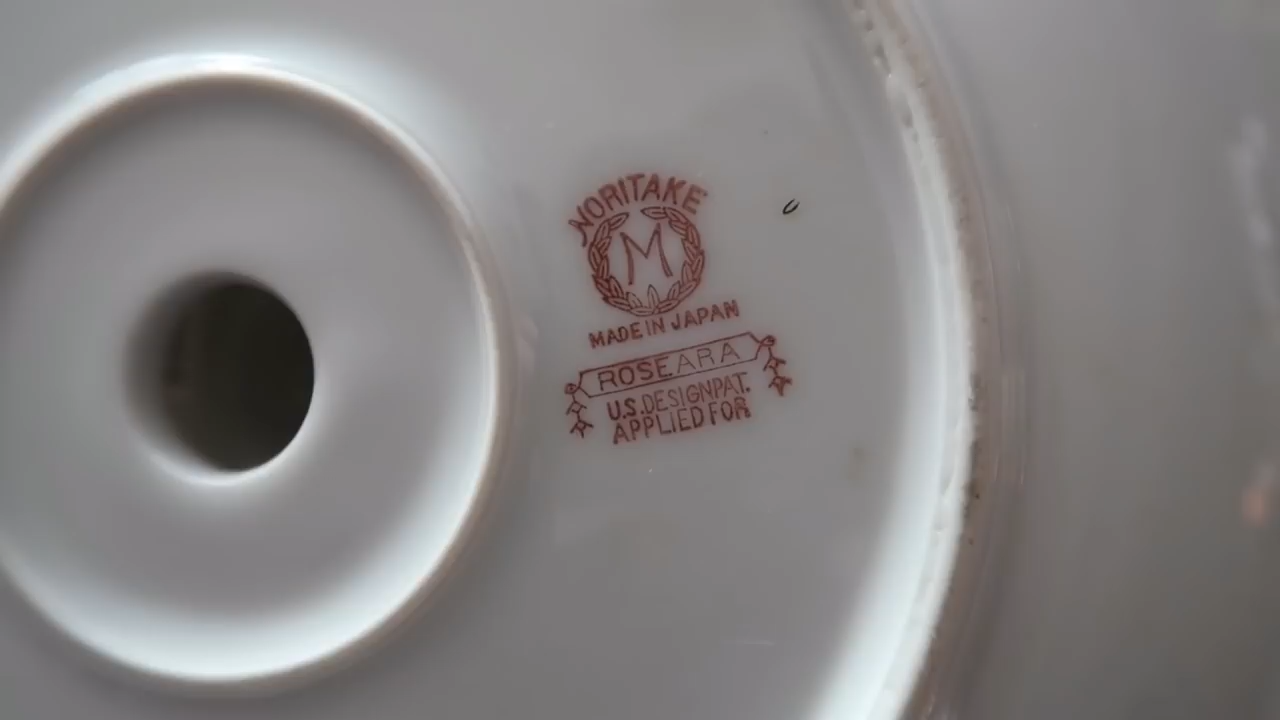 NORITAKE
M
MADE IN JAPAN
ROSEARA
U.S. DESIGN PAT.
APPLIED FOR